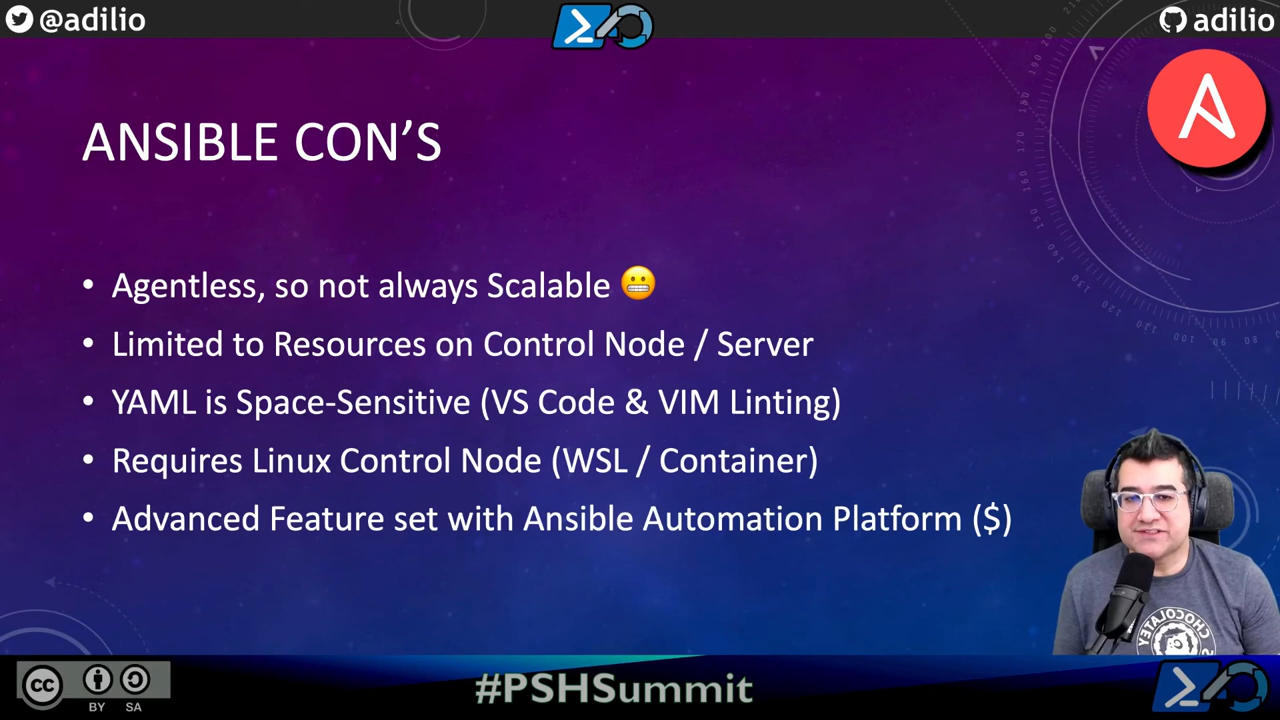 @adilio
adilio
ANSIBLE CON’S
• Agentless, so not always Scalable 😬
• Limited to Resources on Control Node / Server
• YAML is Space-Sensitive (VS Code & VIM Linting)
• Requires Linux Control Node (WSL / Container)
• Advanced Feature set with Ansible Automation Platform ($)
CHOCOLATEY
cc
BY SA
#PSHSummit